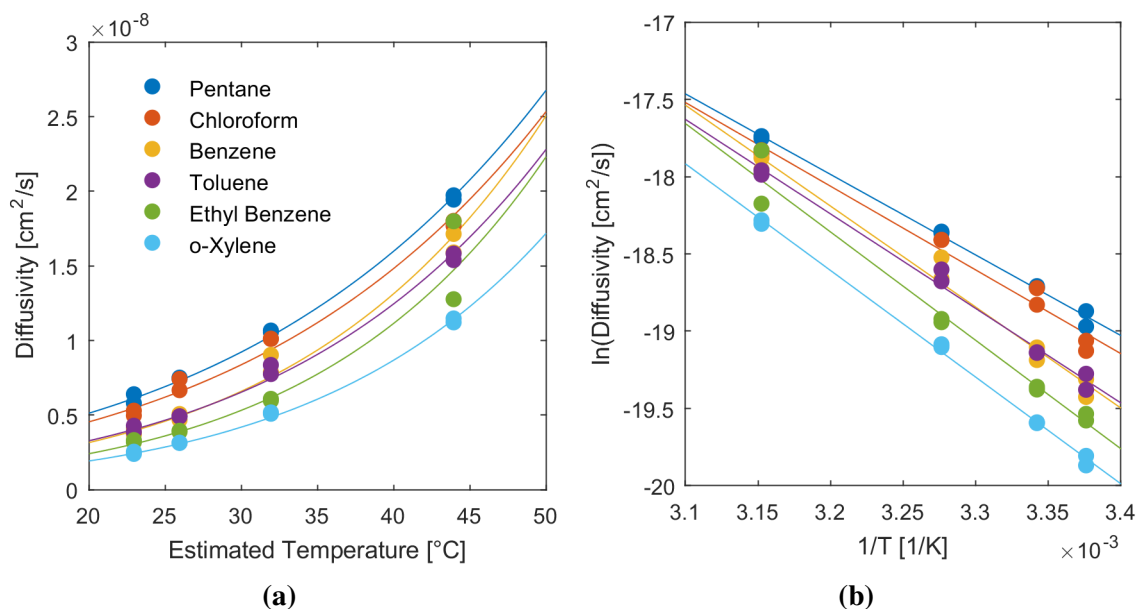 ×10⁻⁸
3
2.5
2
1.5
1
0.5
0
Diffusivity [cm²/s]
Pentane
Chloroform
Benzene
Toluene
Ethyl Benzene
o-Xylene
20 25 30 35 40 45 50
Estimated Temperature [°C]
(a)
-17
-17.5
-18
-18.5
-19
-19.5
-20
ln(Diffusivity [cm²/s])
3.1 3.15 3.2 3.25 3.3 3.35 3.4
1/T [1/K]
×10⁻³
(b)